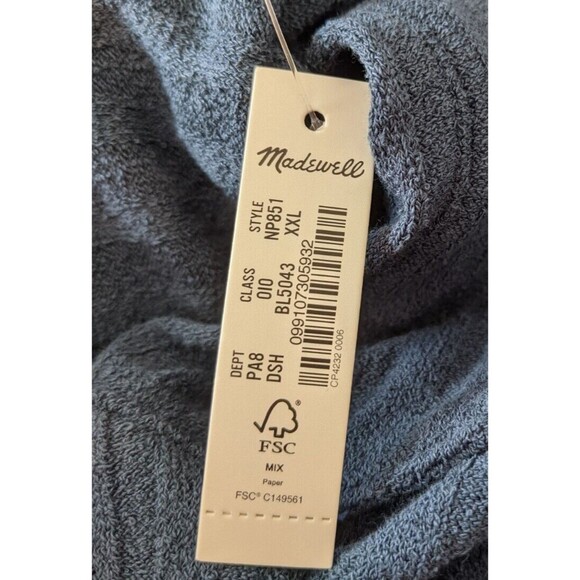 Madewell
DEPT CLASS STYLE
PA8 010 NP851
DSH BL5043 XXL
099107305932
CP4232 0006
®
FSC
MIX
Paper
FSC® C149561